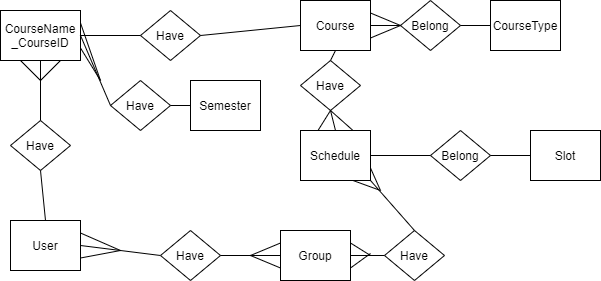 CourseName
_CourseID
Have
Course
Belong
CourseType
Have
Semester
Have
Have
Schedule
Belong
Slot
User
Have
Group
Have